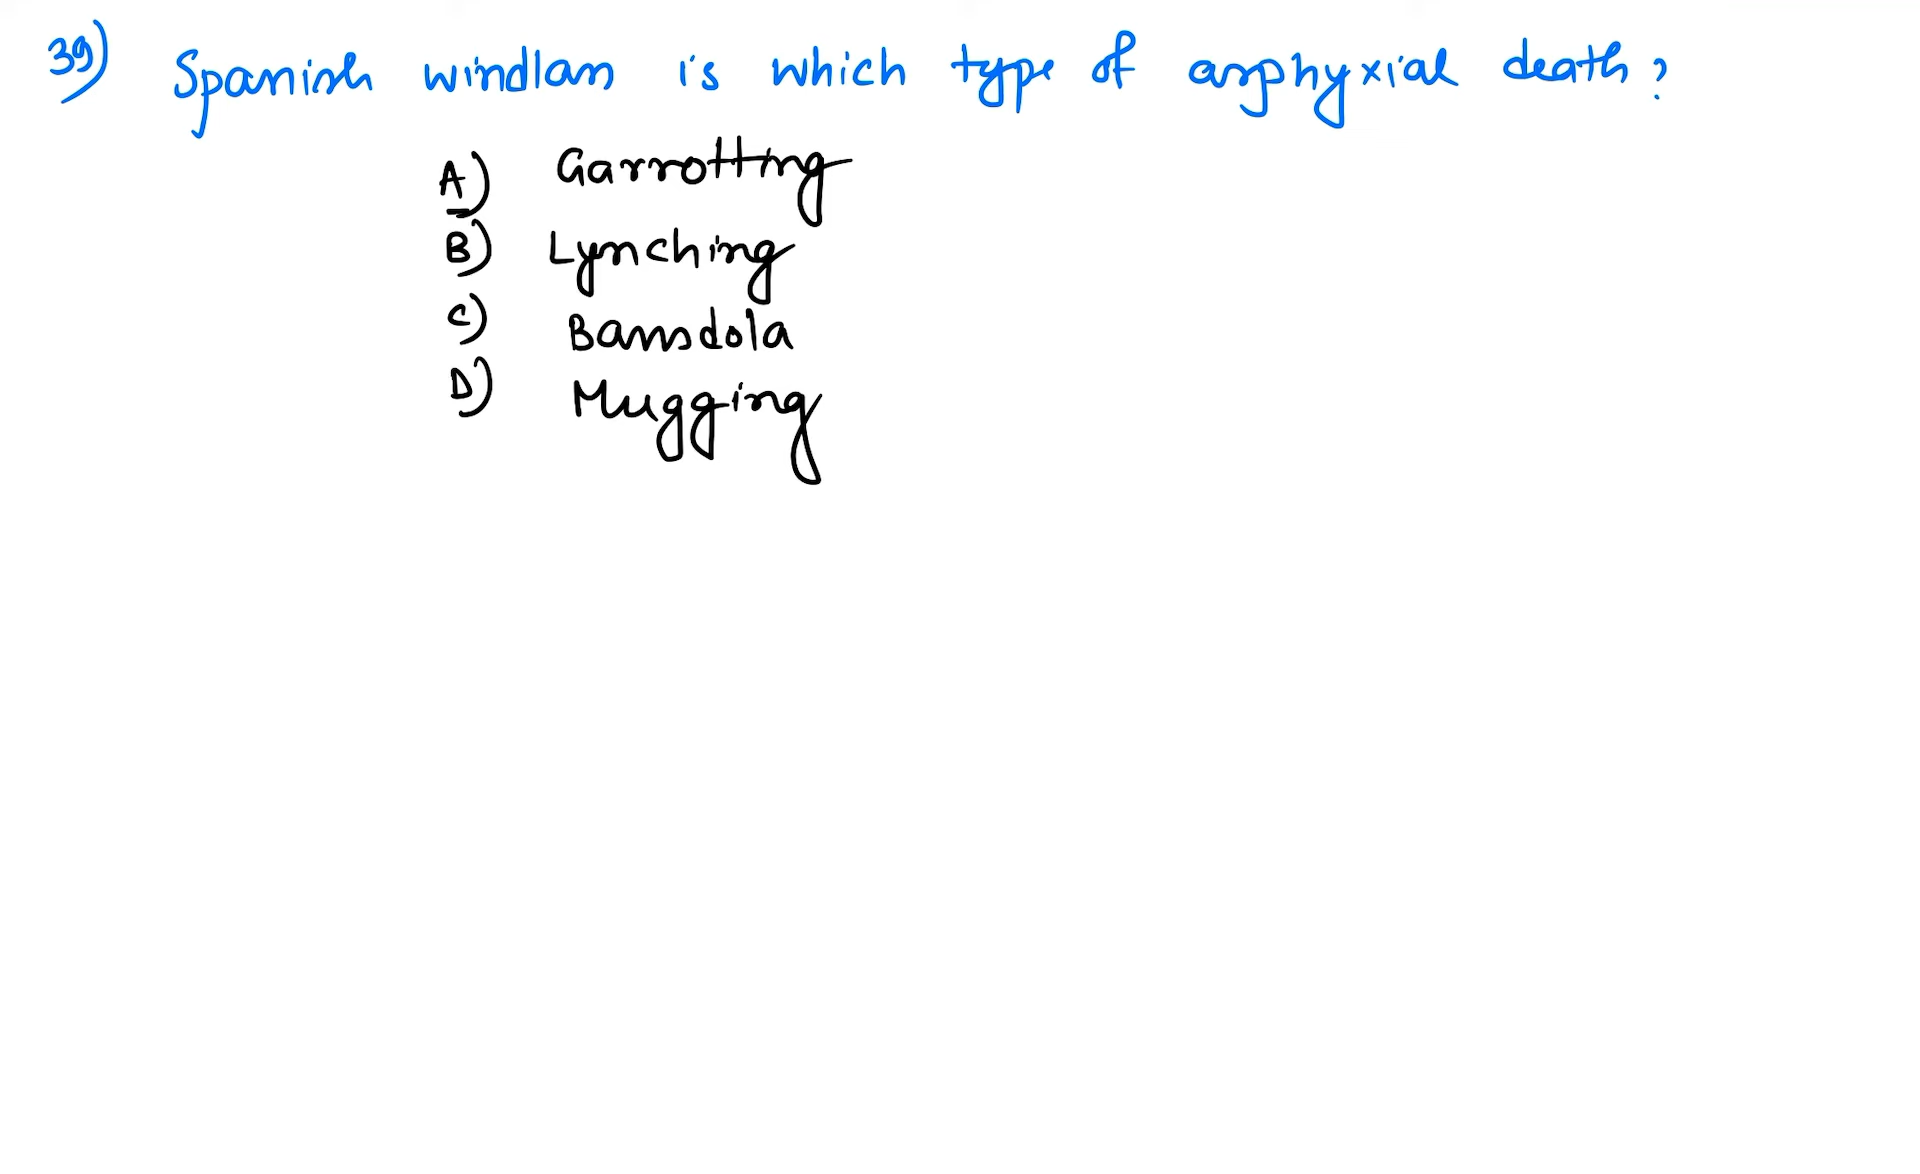 39) Spanish windlass is which type of asphyxial death?
A) Garrotting
B) Lynching
C) Bansdola
D) Mugging